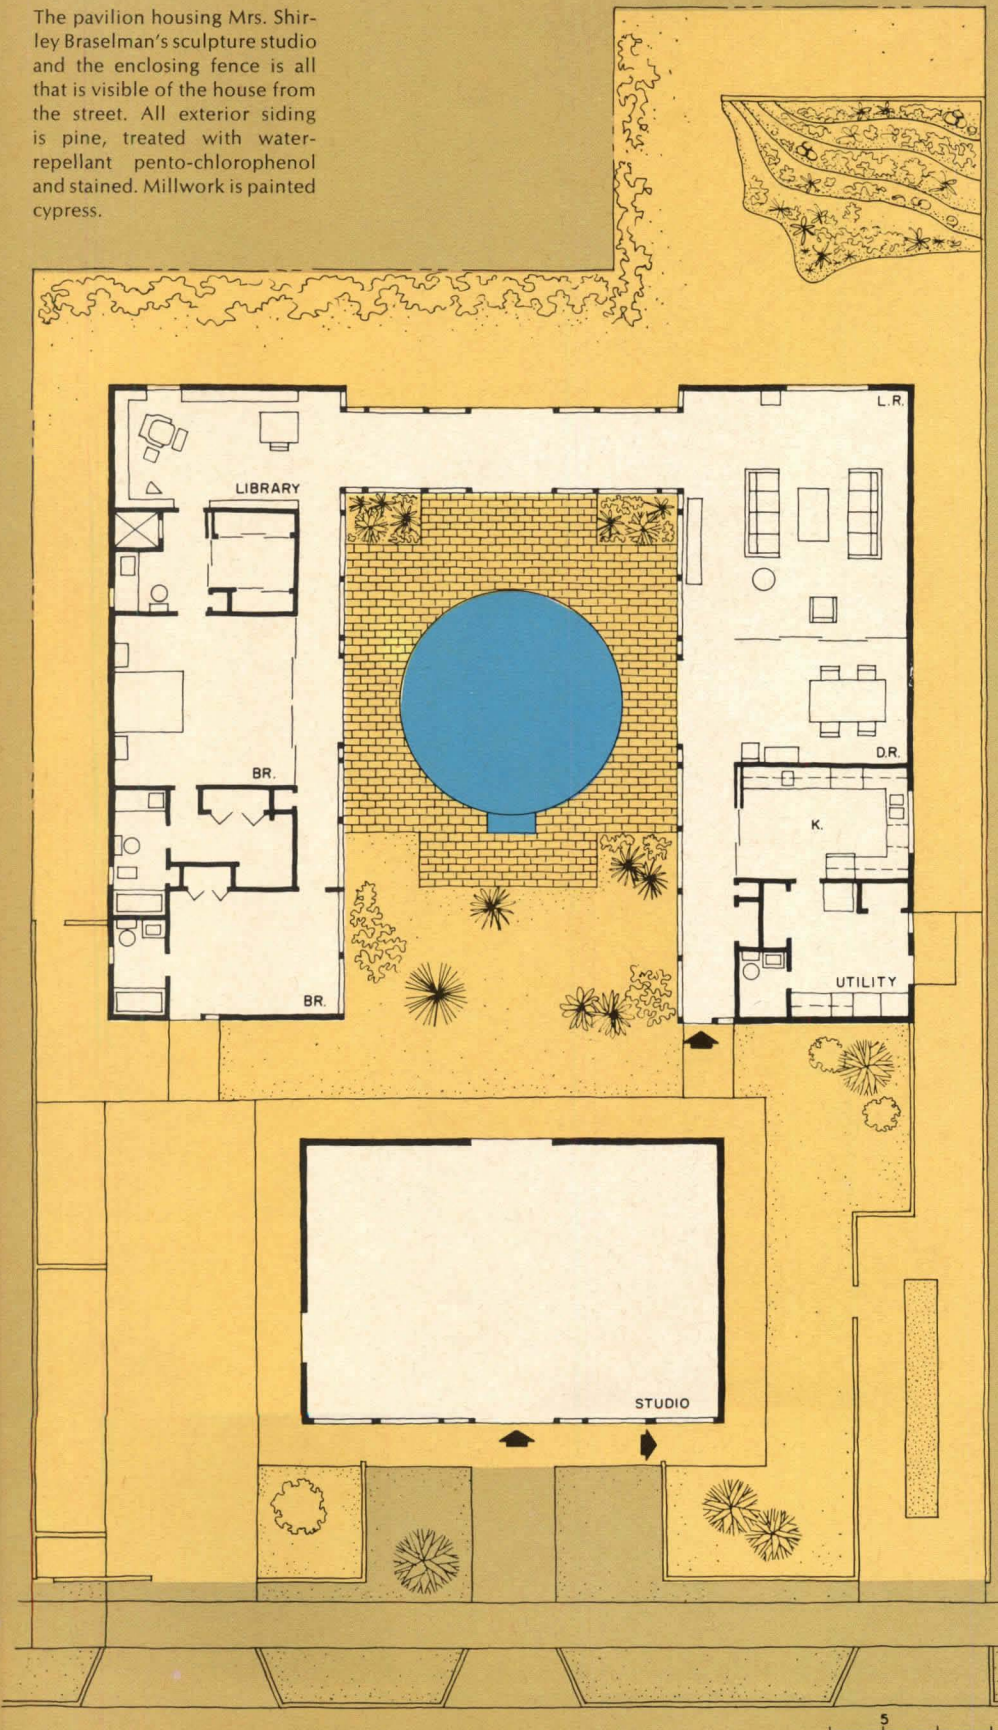 The pavilion housing Mrs. Shir-
ley Braselman's sculpture studio
and the enclosing fence is all
that is visible of the house from
the street. All exterior siding
is pine, treated with water-
repellant pento-chlorophenol
and stained. Millwork is painted
cypress.
L.R.
LIBRARY
BR.
D.R.
K.
BR.
UTILITY
STUDIO
5